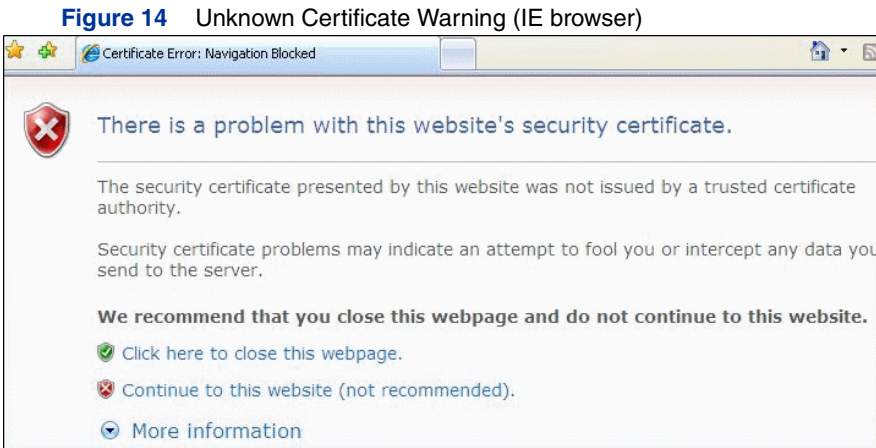 Figure 14 Unknown Certificate Warning (IE browser)
Certificate Error: Navigation Blocked
There is a problem with this website's security certificate.
The security certificate presented by this website was not issued by a trusted certificate
authority.
Security certificate problems may indicate an attempt to fool you or intercept any data you
send to the server.
We recommend that you close this webpage and do not continue to this website.
Click here to close this webpage.
Continue to this website (not recommended).
More information